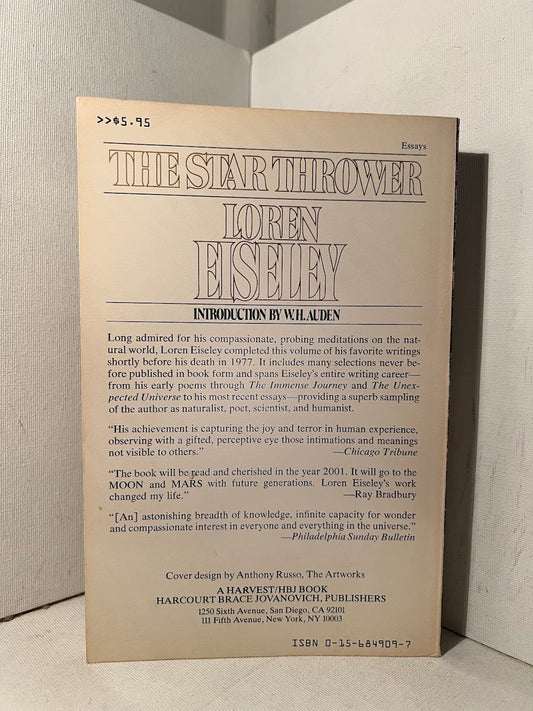 >>$5.95
Essays
THE STAR THROWER
LOREN
EISELEY
INTRODUCTION BY W.H. AUDEN
Long admired for his compassionate, probing meditations on the nat-
ural world, Loren Eiseley completed this volume of his favorite writings
shortly before his death in 1977. It includes many selections never be-
fore published in book form and spans Eiseley's entire writing career—
from his early poems through The Immense Journey and The Unex-
pected Universe to his most recent essays—providing a superb sampling
of the author as naturalist, poet, scientist, and humanist.
"His achievement is capturing the joy and terror in human experience,
observing with a gifted, perceptive eye those intimations and meanings
not visible to others." —Chicago Tribune
"The book will be read and cherished in the year 2001. It will go to the
MOON and MARS with future generations. Loren Eiseley's work
changed my life." —Ray Bradbury
"[An] astonishing breadth of knowledge, infinite capacity for wonder
and compassionate interest in everyone and everything in the universe."
—Philadelphia Sunday Bulletin
Cover design by Anthony Russo, The Artworks
A HARVEST/HBJ BOOK
HARCOURT BRACE JOVANOVICH, PUBLISHERS
1250 Sixth Avenue, San Diego, CA 92101
111 Fifth Avenue, New York, NY 10003
ISBN 0-15-684909-7